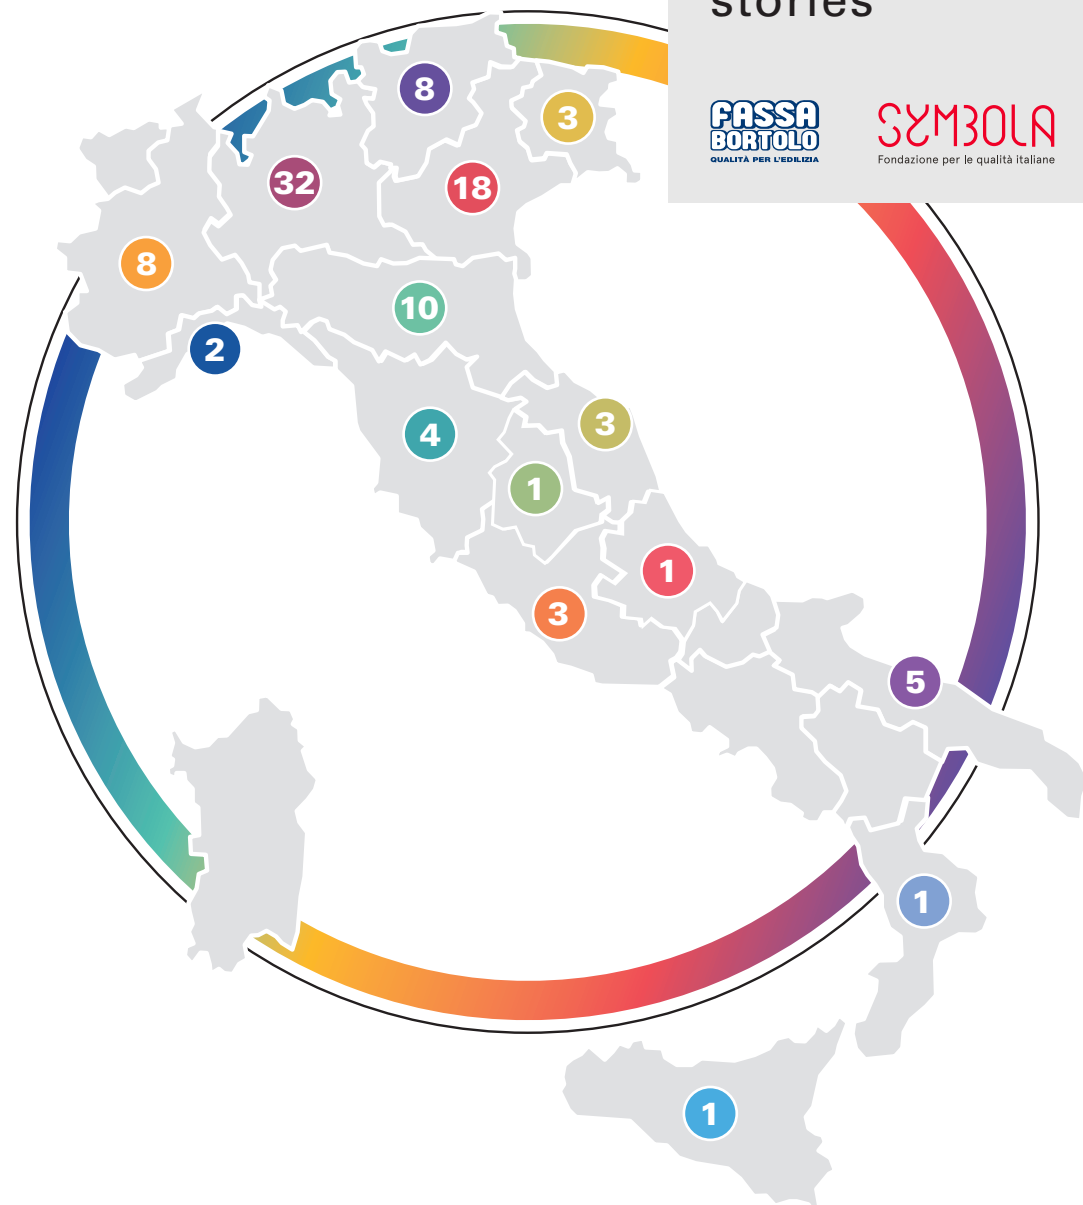 stories
FASSA
BORTOLO
QUALITÀ PER L'EDILIZIA
SYMBOLA
Fondazione per le qualità italiane
8
3
32
18
8
10
2
3
4
1
1
3
5
1
1